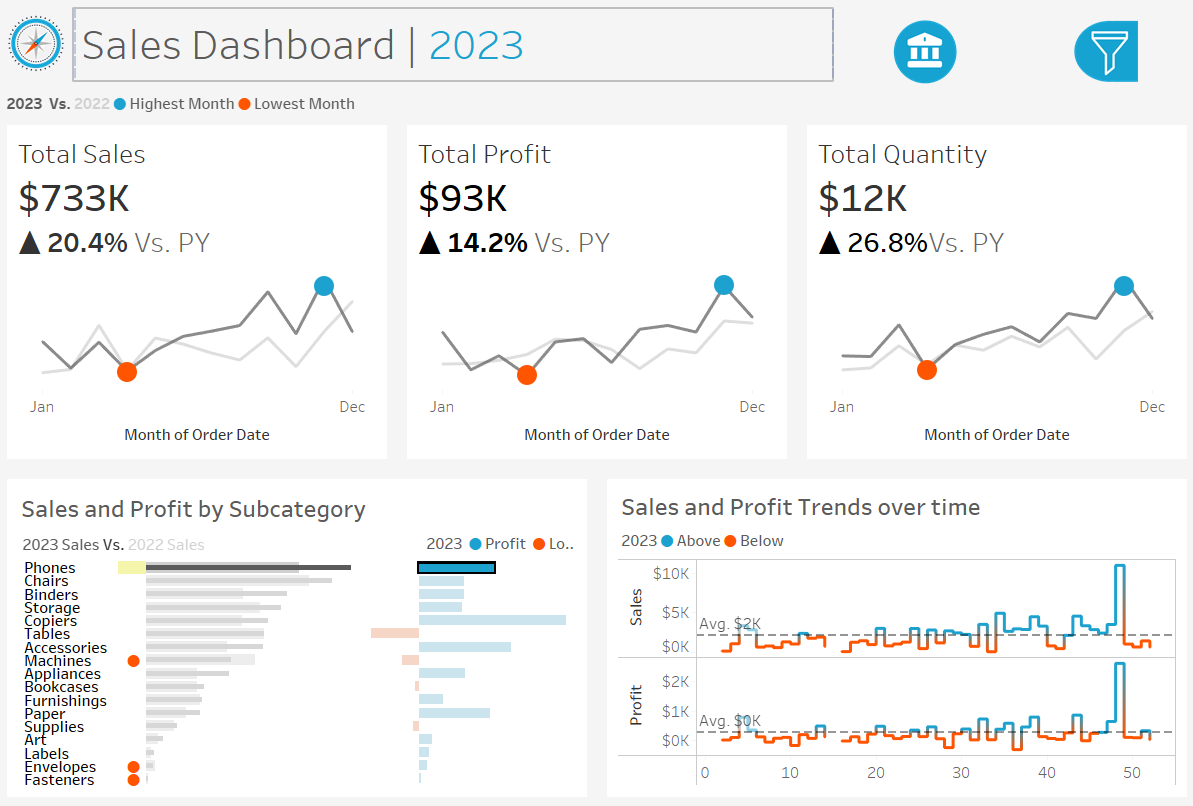 Sales Dashboard | 2023
2023 Vs. 2022 Highest Month Lowest Month
Total Sales
$733K
▲ 20.4% Vs. PY
Jan Dec
Month of Order Date
Total Profit
$93K
▲ 14.2% Vs. PY
Jan Dec
Month of Order Date
Total Quantity
$12K
▲ 26.8%Vs. PY
Jan Dec
Month of Order Date
Sales and Profit by Subcategory
2023 Sales Vs. 2022 Sales
2023 Profit Lo..
Phones
Chairs
Binders
Storage
Copiers
Tables
Accessories
Machines
Appliances
Bookcases
Furnishings
Paper
Supplies
Art
Labels
Envelopes
Fasteners
Sales and Profit Trends over time
2023 Above Below
Sales
$10K
$5K
$0K
Avg. $2K
Profit
$2K
$1K
$0K
Avg. $0K
0 10 20 30 40 50